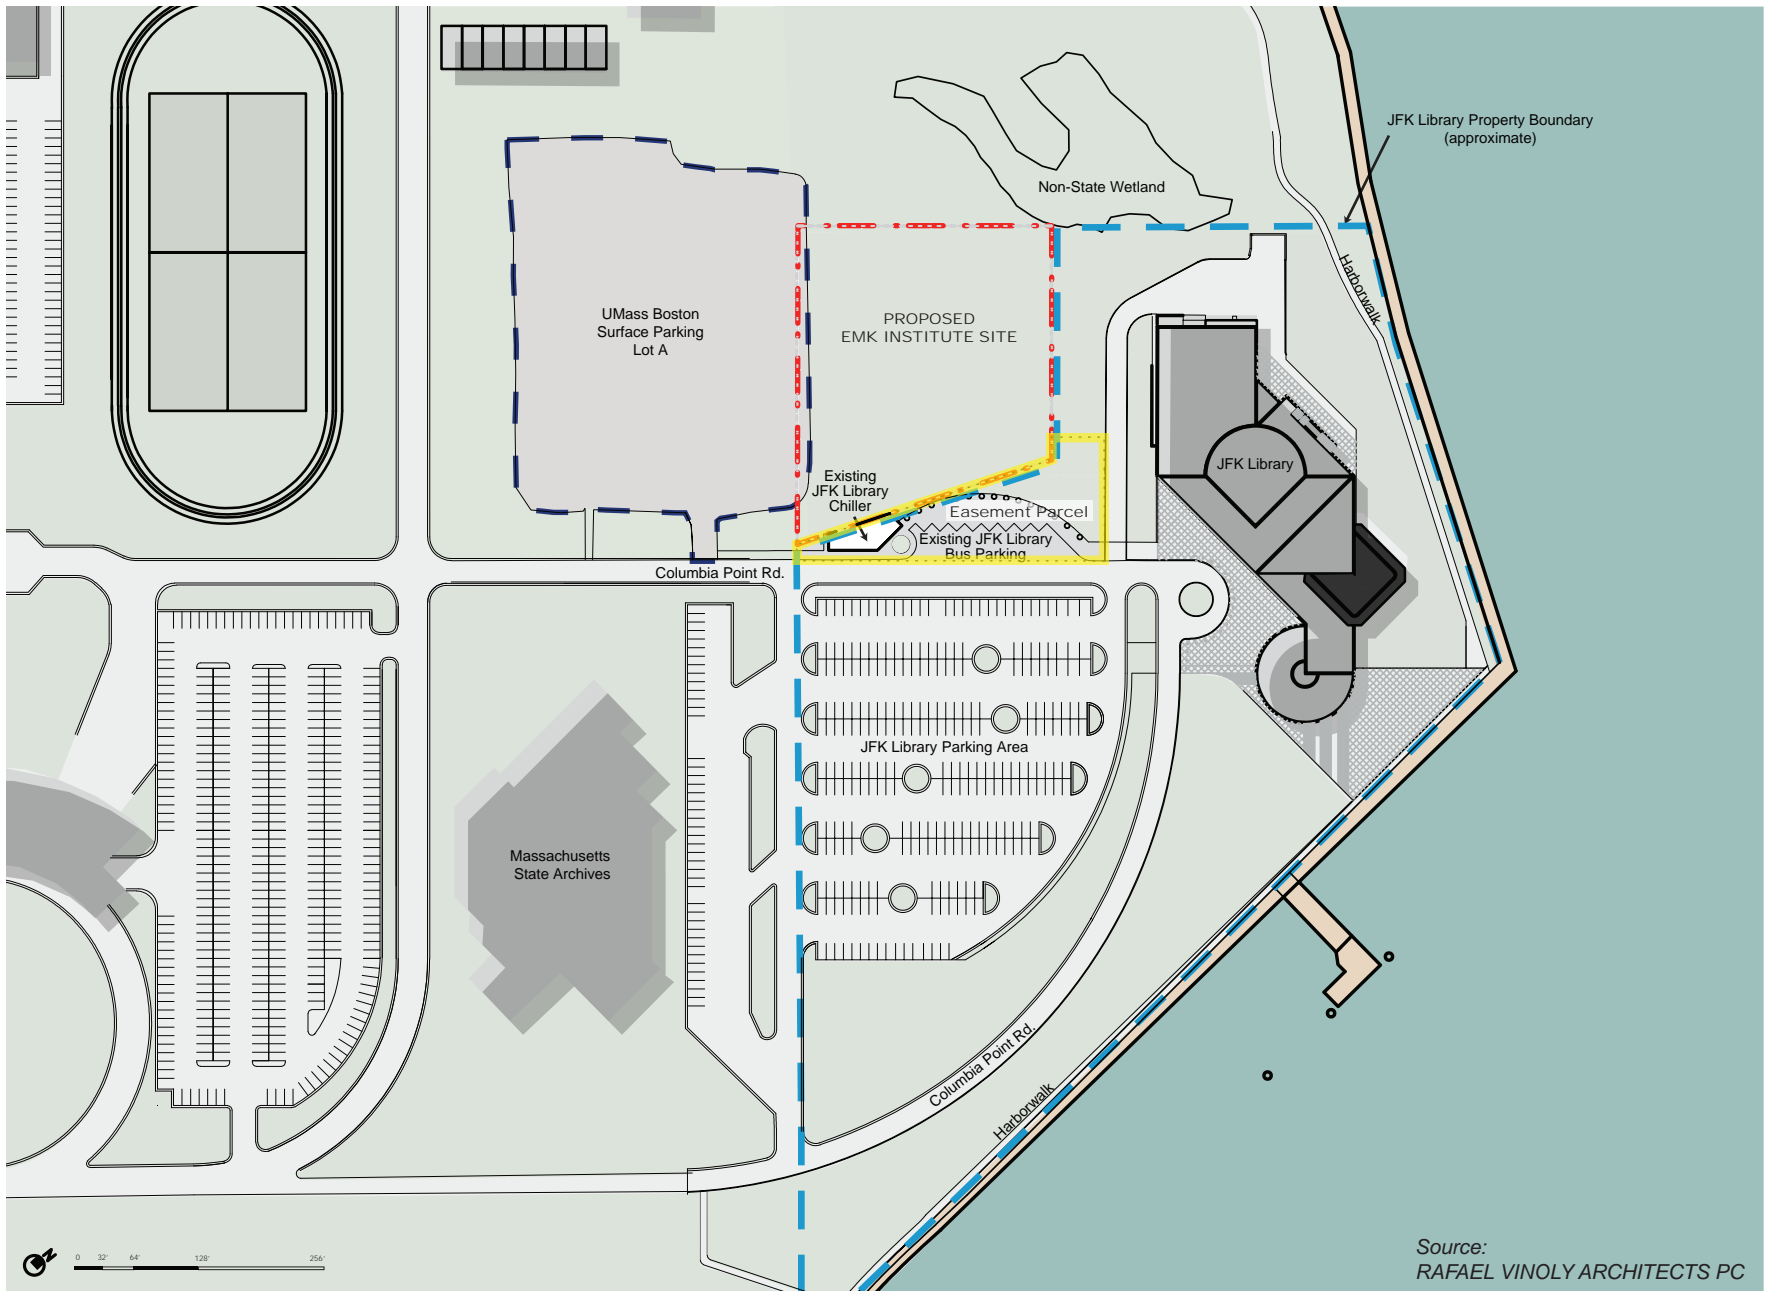 JFK Library Property Boundary
(approximate)
Non-State Wetland
Harborwalk
UMass Boston
Surface Parking
Lot A
PROPOSED
EMK INSTITUTE SITE
JFK Library
Existing
JFK Library
Chiller
Easement Parcel
Existing JFK Library
Bus Parking
Columbia Point Rd.
JFK Library Parking Area
Massachusetts
State Archives
Columbia Point Rd.
Harborwalk
N
0 32' 64' 128' 256'
Source:
RAFAEL VINOLY ARCHITECTS PC